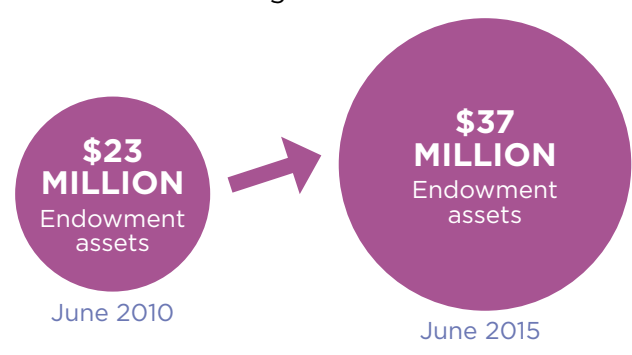 $23
MILLION
Endowment
assets
June 2010
$37
MILLION
Endowment
assets
June 2015